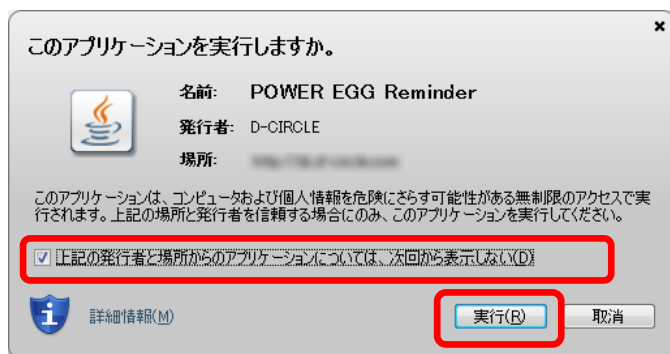 このアプリケーションを実行しますか。
名前: POWER EGG Reminder
発行者: D-CIRCLE
場所:
このアプリケーションは、コンピュータおよび個人情報を危険にさらす可能性がある無制限のアクセスで実
行されます。上記の場所と発行者を信頼する場合にのみ、このアプリケーションを実行してください。
上記の発行者と場所からのアプリケーションについては、次回から表示しない(D)
詳細情報(M)
実行(R)
取消